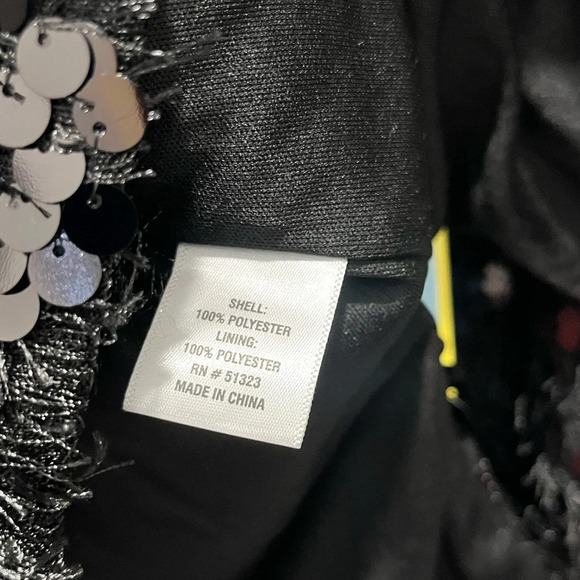 SHELL:
100% POLYESTER
LINING:
100% POLYESTER
RN # 51323
MADE IN CHINA